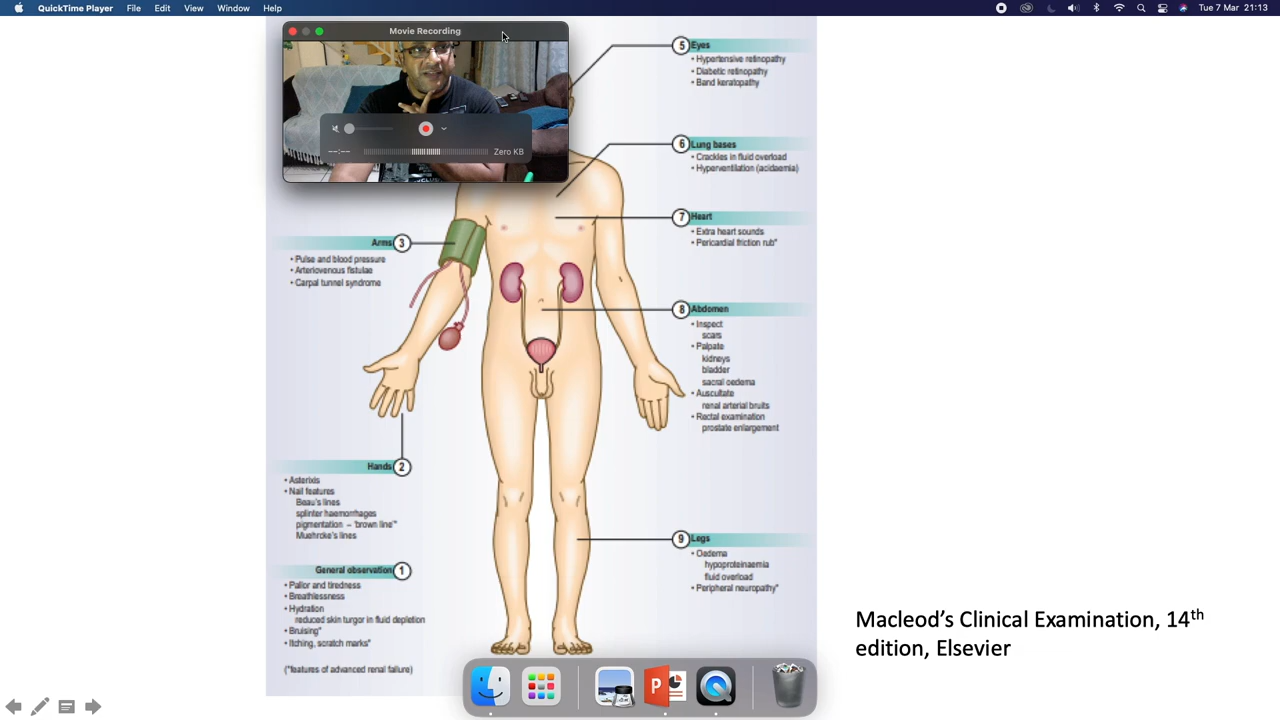 QuickTime Player File Edit View Window Help
Tue 7 Mar 21:13
Movie Recording
--:--
Zero KB
5 Eyes
• Hypertensive retinopathy
• Diabetic retinopathy
• Band keratopathy
6 Lung bases
• Crackles in fluid overload
• Hyperventilation (acidaemia)
7 Heart
• Extra heart sounds
• Pericardial friction rub*
Arms 3
• Pulse and blood pressure
• Arteriovenous fistulae
• Carpal tunnel syndrome
8 Abdomen
• Inspect
scars
• Palpate
kidneys
bladder
sacral oedema
• Auscultate
renal arterial bruits
• Rectal examination
prostate enlargement
Hands 2
• Asterixis
• Nail features
Beau's lines
splinter haemorrhages
pigmentation – 'brown line'*
Muehrcke's lines
9 Legs
• Oedema
hypoproteinaemia
fluid overload
• Peripheral neuropathy*
General observation 1
• Pallor and tiredness
• Breathlessness
• Hydration
reduced skin turgor in fluid depletion
• Bruising*
• Itching, scratch marks*
(*features of advanced renal failure)
Macleod's Clinical Examination, 14th
edition, Elsevier
P